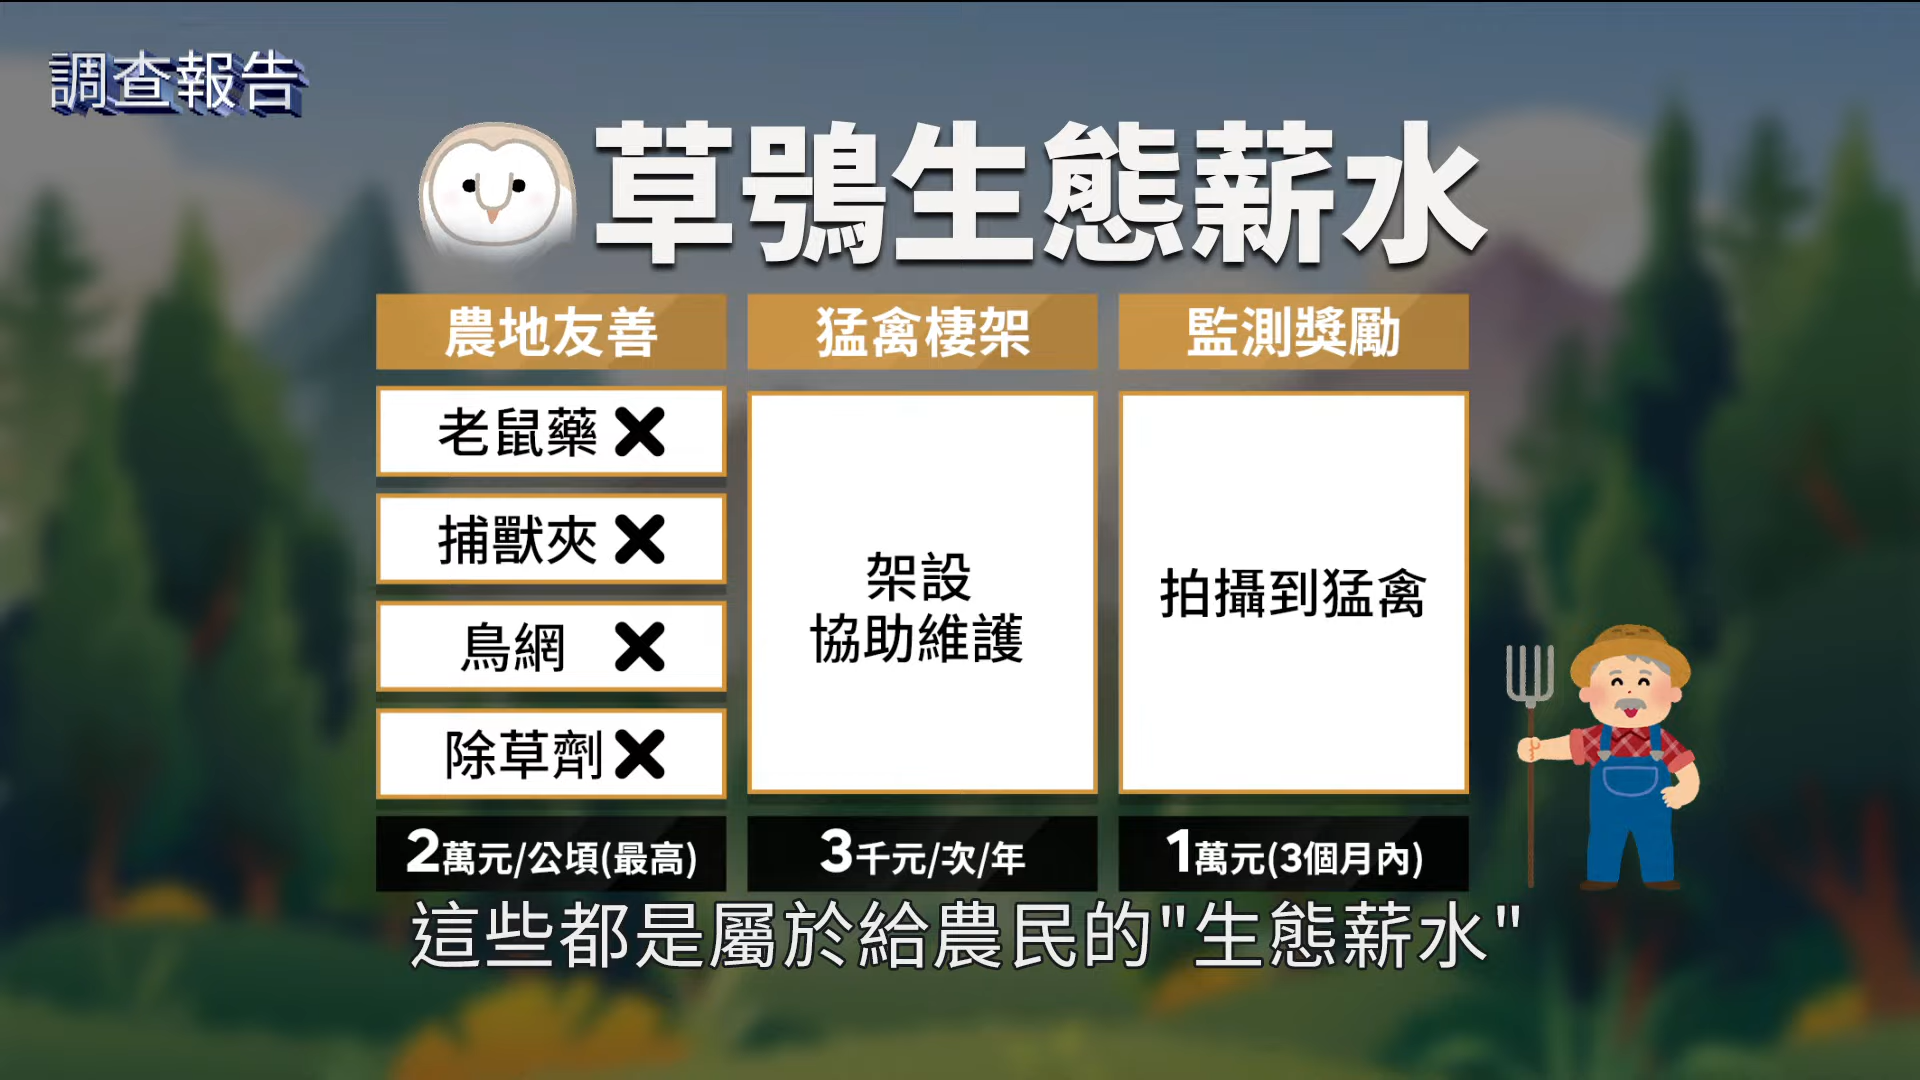 調查報告
草鴞生態薪水
農地友善
猛禽棲架
監測獎勵
老鼠藥
捕獸夾
鳥網
除草劑
架設
協助維護
拍攝到猛禽
2萬元/公頃(最高)
3千元/次/年
1萬元(3個月內)
這些都是屬於給農民的"生態薪水"